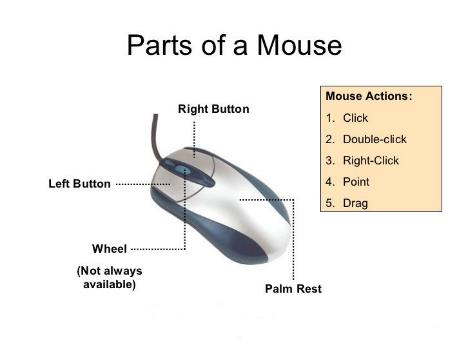 Parts of a Mouse
Right Button
Mouse Actions:
1. Click
2. Double-click
3. Right-Click
4. Point
5. Drag
Left Button
Wheel
(Not always
available)
Palm Rest